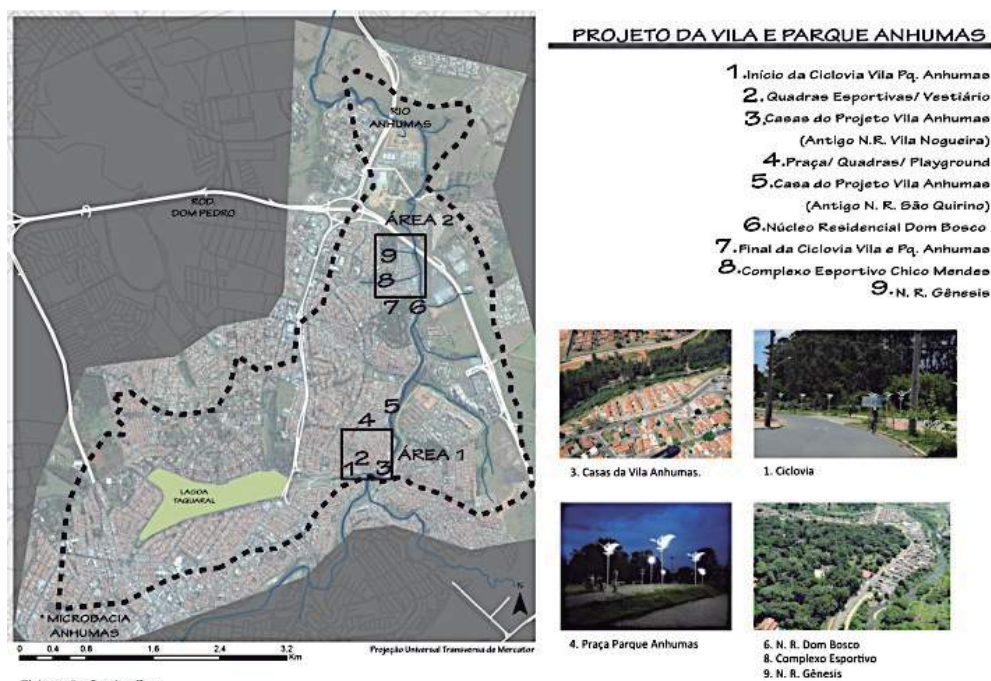 PROJETO DA VILA E PARQUE ANHUMAS
1.Início da Ciclovia Vila Pq. Anhumas
2.Quadras Esportivas/ Vestiário
3.Casas do Projeto Vila Anhumas
(Antigo N.R. Vila Nogueira)
4.Praça/ Quadras/ Playground
5.Casa do Projeto Vila Anhumas
(Antigo N. R. São Quirino)
6.Núcleo Residencial Dom Bosco
7.Final da Ciclovia Vila e Pq. Anhumas
8.Complexo Esportivo Chico Mendes
9.N. R. Gênesis
RIO
ANHUMAS
ROD.
DOM PEDRO
ÁREA 2
9
8
7 6
5
4
ÁREA 1
2
1 3
LAGOA
TAQUARAL
* MICROBACIA
ANHUMAS
N
0 0.4 0.8 1.6 2.4 3.2
Km
Projeção Universal Transversa de Mercator
3. Casas da Vila Anhumas.
1. Ciclovia
4. Praça Parque Anhumas
6. N. R. Dom Bosco
8. Complexo Esportivo
9. N. R. Gênesis